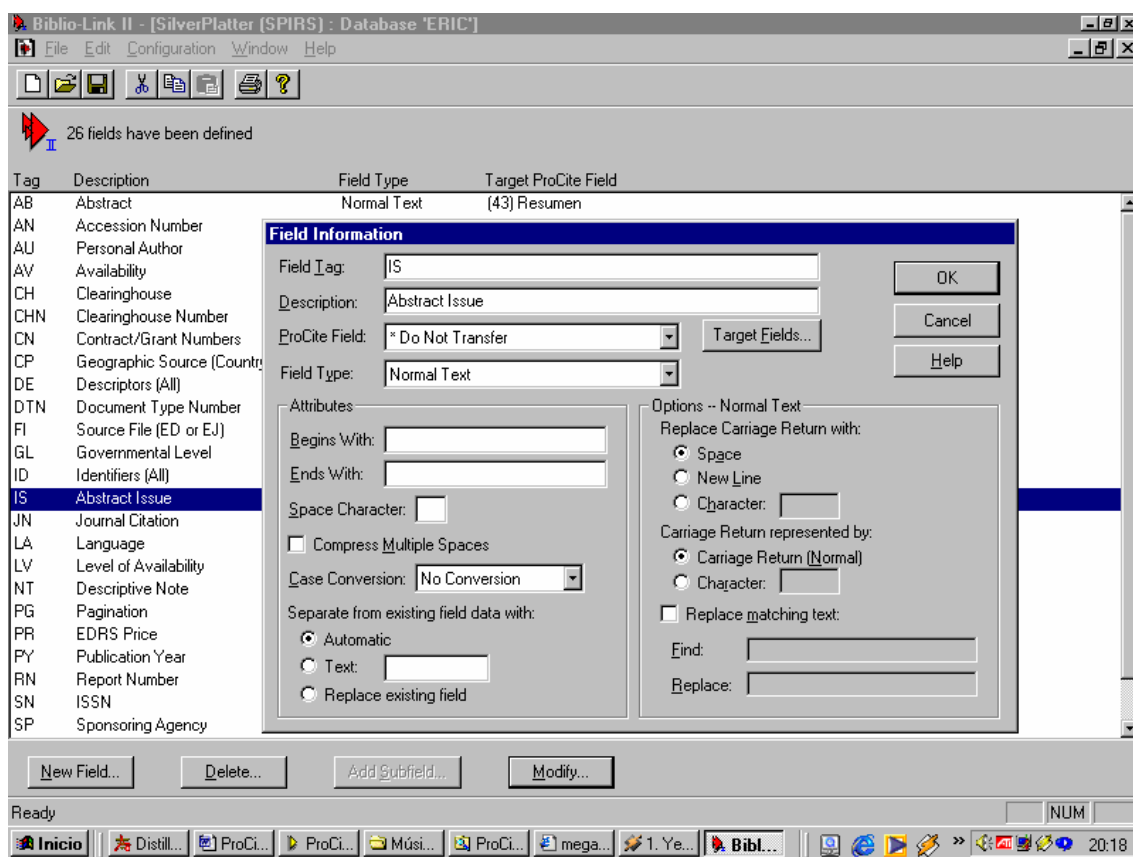 Biblio-Link II - [SilverPlatter (SPIRS) : Database 'ERIC']
File Edit Configuration Window Help
II 26 fields have been defined
Tag Description Field Type Target ProCite Field
AB Abstract Normal Text (43) Resumen
AN Accession Number
AU Personal Author
AV Availability
CH Clearinghouse
CHN Clearinghouse Number
CN Contract/Grant Numbers
CP Geographic Source (Country
DE Descriptors (All)
DTN Document Type Number
FI Source File (ED or EJ)
GL Governmental Level
ID Identifiers (All)
IS Abstract Issue
JN Journal Citation
LA Language
LV Level of Availability
NT Descriptive Note
PG Pagination
PR EDRS Price
PY Publication Year
RN Report Number
SN ISSN
SP Sponsoring Agency
Field Information
Field Tag: IS
Description: Abstract Issue
ProCite Field: * Do Not Transfer Target Fields...
Field Type: Normal Text
OK
Cancel
Help
Attributes
Begins With:
Ends With:
Space Character:
Compress Multiple Spaces
Case Conversion: No Conversion
Separate from existing field data with:
Automatic
Text:
Replace existing field
Options -- Normal Text
Replace Carriage Return with:
Space
New Line
Character:
Carriage Return represented by:
Carriage Return (Normal)
Character:
Replace matching text:
Find:
Replace:
New Field... Delete... Add Subfield... Modify...
Ready NUM
Inicio Distill... ProCi... ProCi... Músi... ProCi... mega... 1. Ye... Bibl... » 20:18